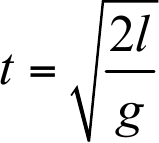 t = √(2l/g)